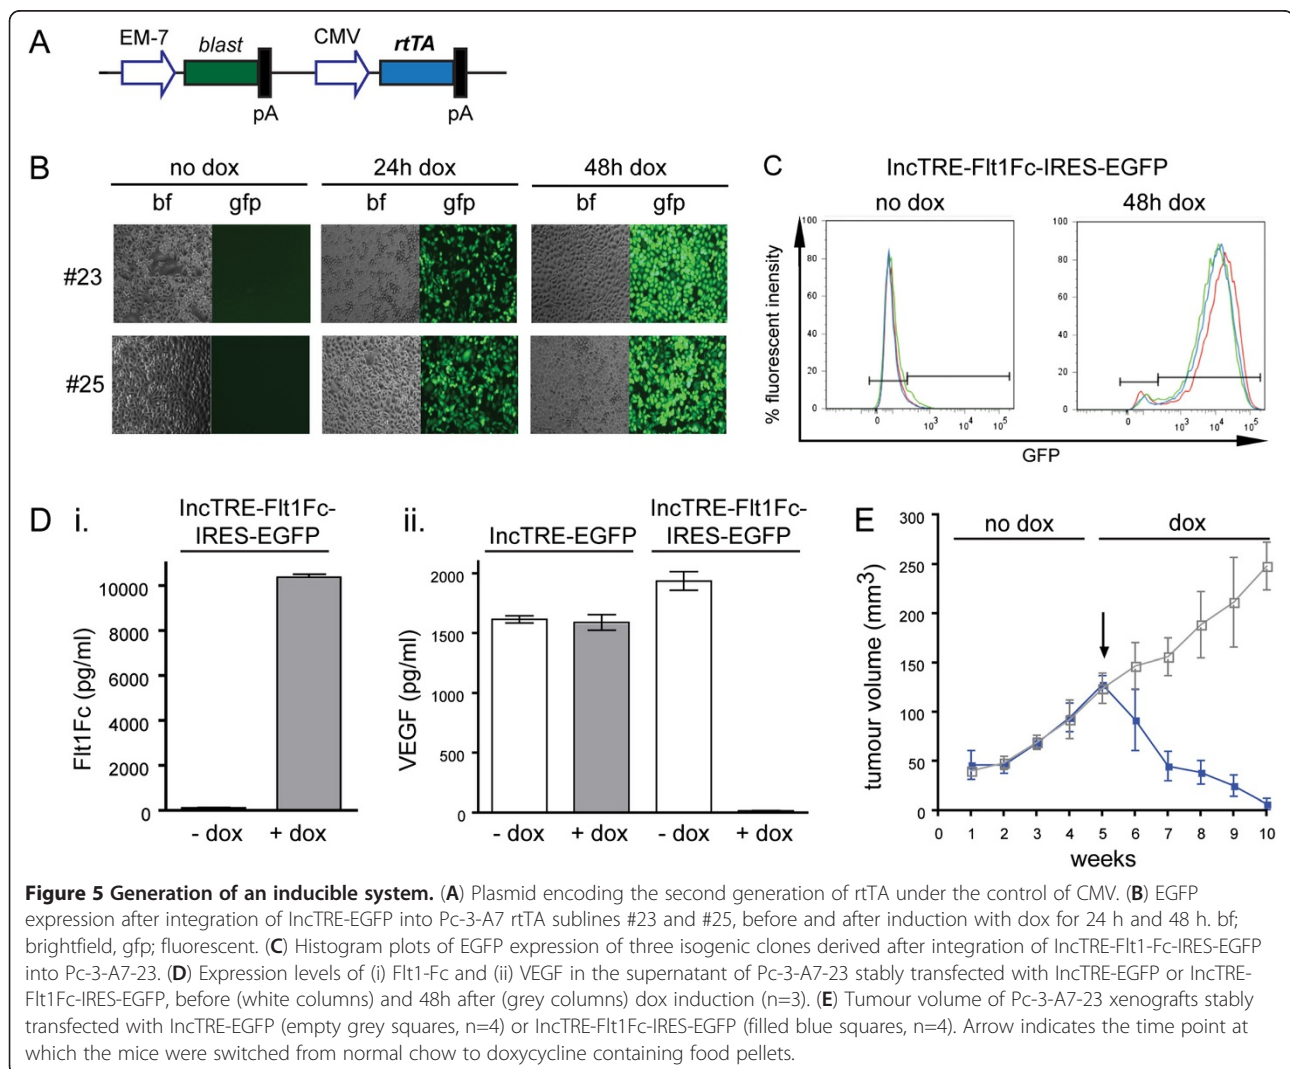 A
EM-7 blast CMV rtTA
pA pA
B
no dox 24h dox 48h dox
bf gfp bf gfp bf gfp
#23
#25
C
IncTRE-Flt1Fc-IRES-EGFP
no dox 48h dox
% fluorescent inensity
100
80
60
40
20
0
0 10³ 10⁴ 10⁵
100
80
60
40
20
0
0 10³ 10⁴ 10⁵
GFP
D i.
IncTRE-Flt1Fc-
IRES-EGFP
Flt1Fc (pg/ml)
10000
8000
6000
4000
2000
0
- dox + dox
ii.
IncTRE-EGFP
IncTRE-Flt1Fc-
IRES-EGFP
VEGF (pg/ml)
2000
1500
1000
500
0
- dox + dox - dox + dox
E
no dox dox
tumour volume (mm³)
300
250
200
150
100
50
0
0 1 2 3 4 5 6 7 8 9 10
weeks
Figure 5 Generation of an inducible system. (A) Plasmid encoding the second generation of rtTA under the control of CMV. (B) EGFP
expression after integration of IncTRE-EGFP into Pc-3-A7 rtTA sublines #23 and #25, before and after induction with dox for 24 h and 48 h. bf;
brightfield, gfp; fluorescent. (C) Histogram plots of EGFP expression of three isogenic clones derived after integration of IncTRE-Flt1-Fc-IRES-EGFP
into Pc-3-A7-23. (D) Expression levels of (i) Flt1-Fc and (ii) VEGF in the supernatant of Pc-3-A7-23 stably transfected with IncTRE-EGFP or IncTRE-
Flt1Fc-IRES-EGFP, before (white columns) and 48h after (grey columns) dox induction (n=3). (E) Tumour volume of Pc-3-A7-23 xenografts stably
transfected with IncTRE-EGFP (empty grey squares, n=4) or IncTRE-Flt1Fc-IRES-EGFP (filled blue squares, n=4). Arrow indicates the time point at
which the mice were switched from normal chow to doxycycline containing food pellets.